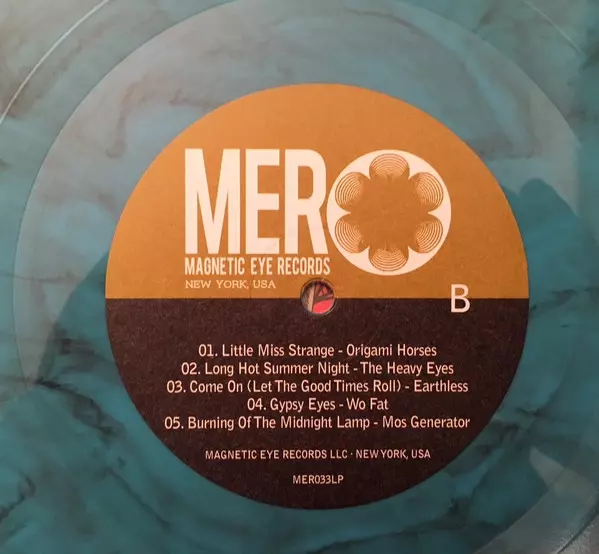 MER
MAGNETIC EYE RECORDS
NEW YORK, USA
B
01. Little Miss Strange - Origami Horses
02. Long Hot Summer Night - The Heavy Eyes
03. Come On (Let The Good Times Roll) - Earthless
04. Gypsy Eyes - Wo Fat
05. Burning Of The Midnight Lamp - Mos Generator
MAGNETIC EYE RECORDS LLC · NEW YORK, USA
MER033LP